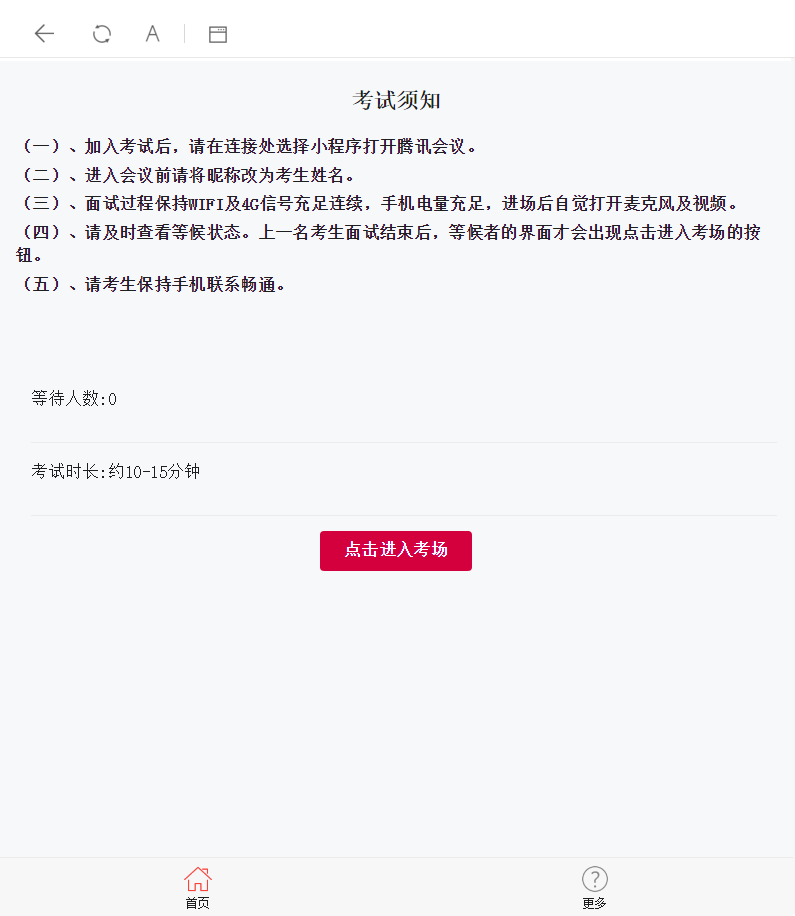 考试须知
（一）、加入考试后，请在连接处选择小程序打开腾讯会议。
（二）、进入会议前请将昵称改为考生姓名。
（三）、面试过程保持WIFI及4G信号充足连续，手机电量充足，进场后自觉打开麦克风及视频。
（四）、请及时查看等候状态。上一名考生面试结束后，等候者的界面才会出现点击进入考场的按
钮。
（五）、请考生保持手机联系畅通。
等待人数:0
考试时长:约10-15分钟
点击进入考场
首页
更多